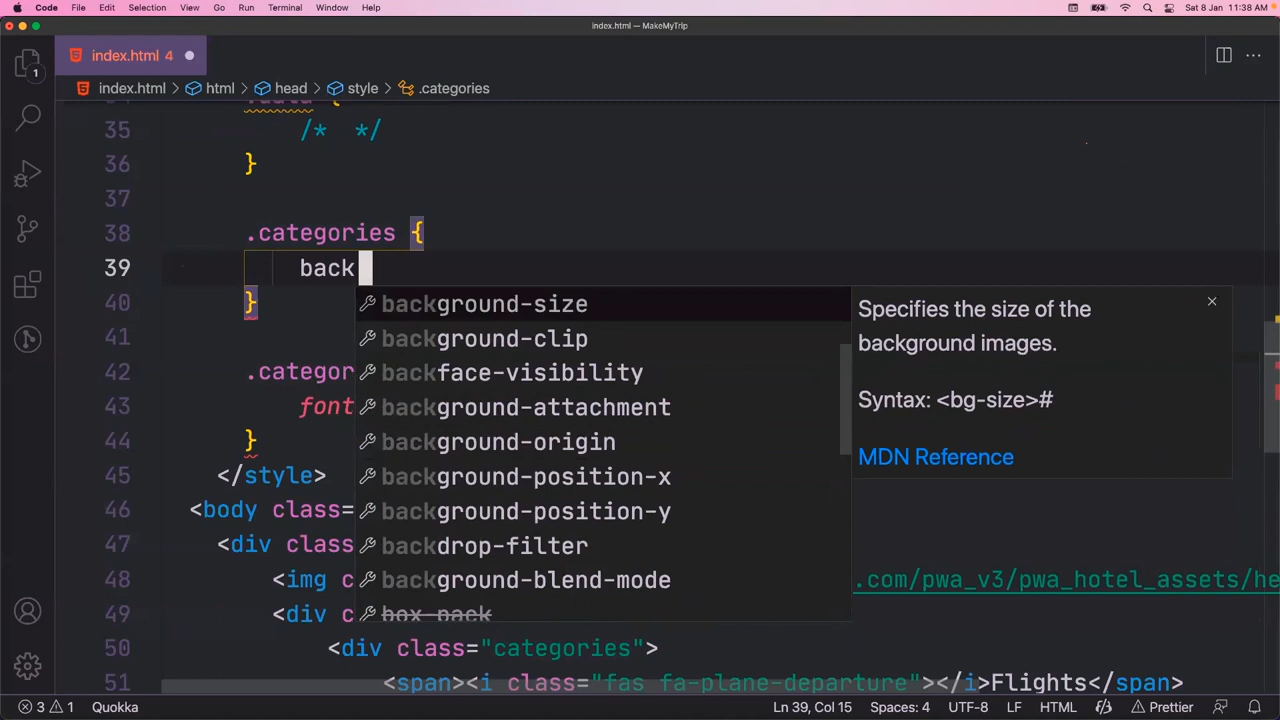 Code File Edit Selection View Go Run Terminal Window Help Sat 8 Jan 11:38 AM
index.html — MakeMyTrip
index.html 4
index.html > html > head > style > .categories
1
34 .data {
35 /*  */
36 }
37
38 .categories {
39 back
40 }
41
42 .categor
43 font
44 }
45 </style>
46 <body class=
47 <div class
48 <img c .com/pwa_v3/pwa_hotel_assets/he
49 <div c
50 <div class="categories">
51 <span><i class="fas fa-plane-departure"></i>Flights</span>
background-size
background-clip
backface-visibility
background-attachment
background-origin
background-position-x
background-position-y
backdrop-filter
background-blend-mode
box-pack
Specifies the size of the
background images.
Syntax: <bg-size>#
MDN Reference
3 1 Quokka Ln 39, Col 15 Spaces: 4 UTF-8 LF HTML Prettier